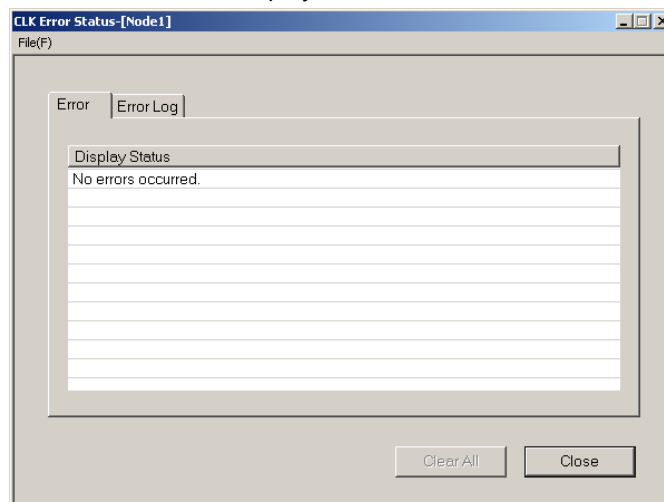 CLK Error Status-[Node1]
File(F)
Error Error Log
Display Status
No errors occurred.
Clear All Close